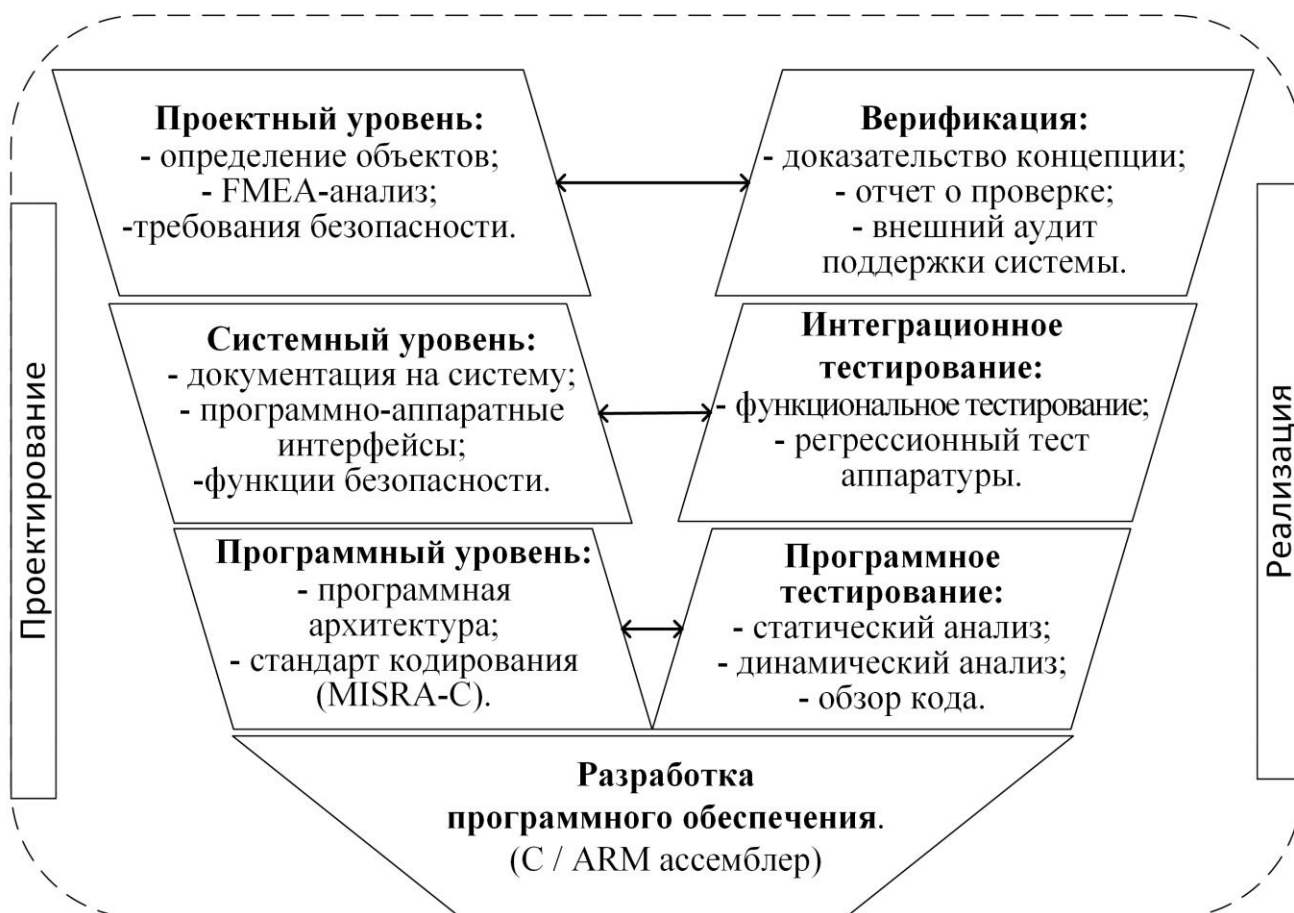 Проектирование
Проектный уровень:
- определение объектов;
- FMEA-анализ;
-требования безопасности.
Верификация:
- доказательство концепции;
- отчет о проверке;
- внешний аудит
поддержки системы.
Системный уровень:
- документация на систему;
- программно-аппаратные
интерфейсы;
-функции безопасности.
Интеграционное
тестирование:
- функциональное тестирование;
- регрессионный тест
аппаратуры.
Программный уровень:
- программная
архитектура;
- стандарт кодирования
(MISRA-C).
Программное
тестирование:
- статический анализ;
- динамический анализ;
- обзор кода.
Разработка
программного обеспечения.
(C / ARM ассемблер)
Реализация